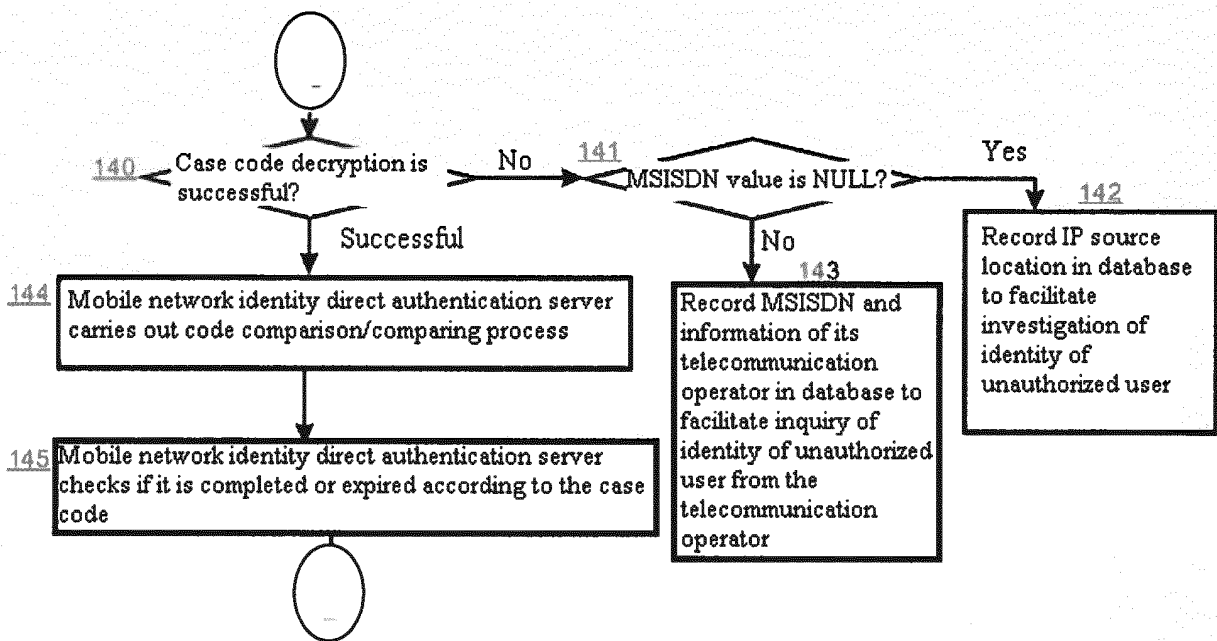 140
Case code decryption is
successful?
No
141
MSISDN value is NULL?
Yes
142
Record IP source
location in database
to facilitate
investigation of
identity of
unauthorized user
No
143
Record MSISDN and
information of its
telecommunication
operator in database to
facilitate inquiry of
identity of unauthorized
user from the
telecommunication
operator
Successful
144
Mobile network identity direct authentication server
carries out code comparison/comparing process
145
Mobile network identity direct authentication server
checks if it is completed or expired according to the case
code